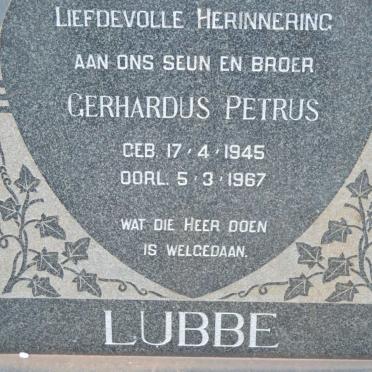 LIEFDEVOLLE HERINNERING
AAN ONS SEUN EN BROER
GERHARDUS PETRUS
GEB. 17·4·1945
OORL. 5·3·1967
WAT DIE HEER DOEN
IS WELGEDAAN.
LUBBE